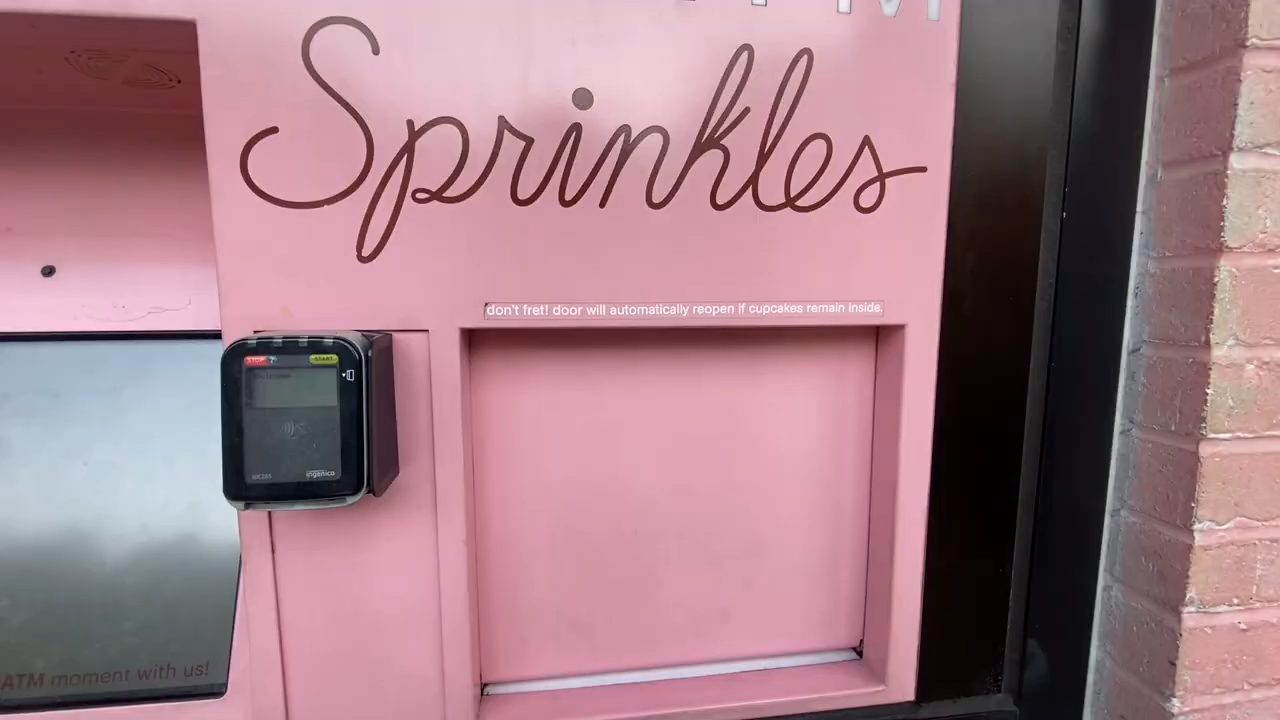 Sprinkles
don't fret! door will automatically reopen if cupcakes remain inside.
STOP
START
ingenico
ATM moment with us!